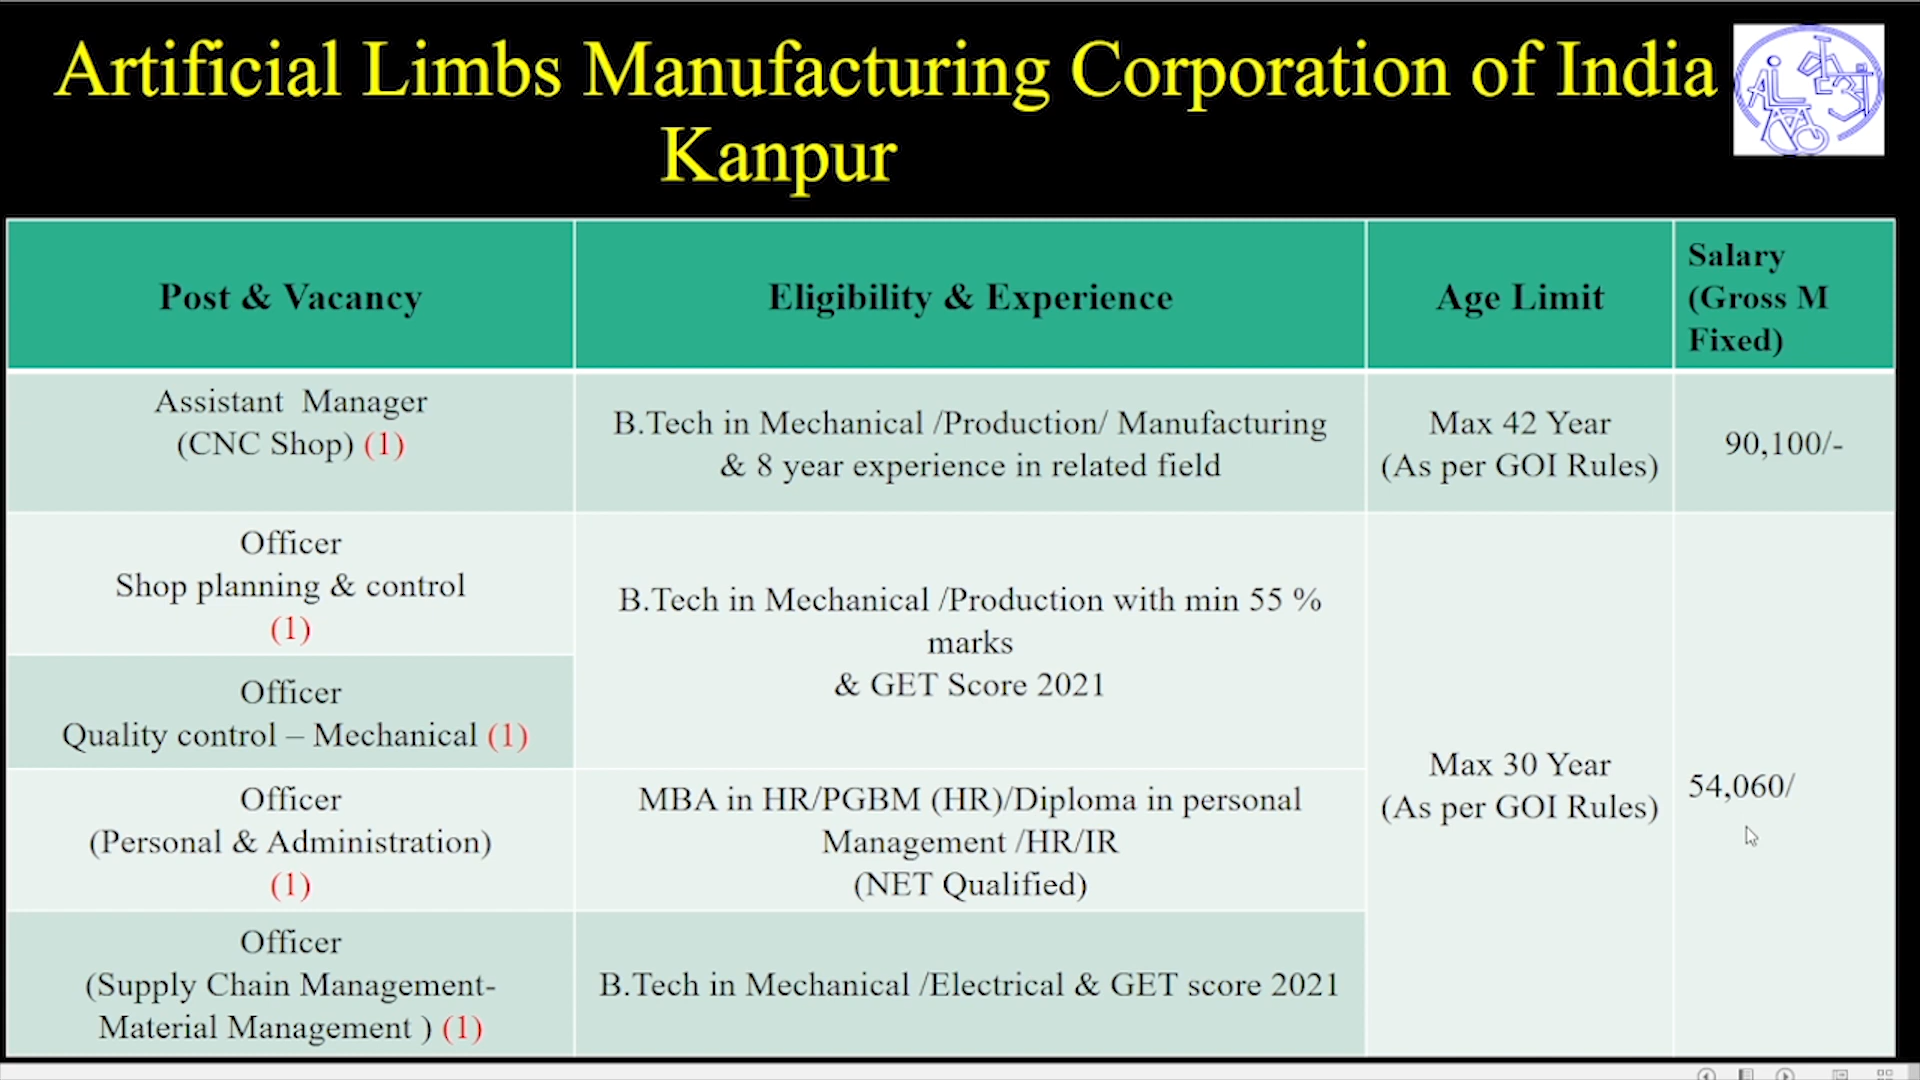 Artificial Limbs Manufacturing Corporation of India
Kanpur
Post & Vacancy
Eligibility & Experience
Age Limit
Salary
(Gross M
Fixed)
Assistant  Manager
(CNC Shop) (1)
B.Tech in Mechanical /Production/ Manufacturing
& 8 year experience in related field
Max 42 Year
(As per GOI Rules)
90,100/-
Officer
Shop planning & control
(1)
B.Tech in Mechanical /Production with min 55 %
marks
& GET Score 2021
Max 30 Year
(As per GOI Rules)
54,060/
Officer
Quality control – Mechanical (1)
Officer
(Personal & Administration)
(1)
MBA in HR/PGBM (HR)/Diploma in personal
Management /HR/IR
(NET Qualified)
Officer
(Supply Chain Management-
Material Management ) (1)
B.Tech in Mechanical /Electrical & GET score 2021